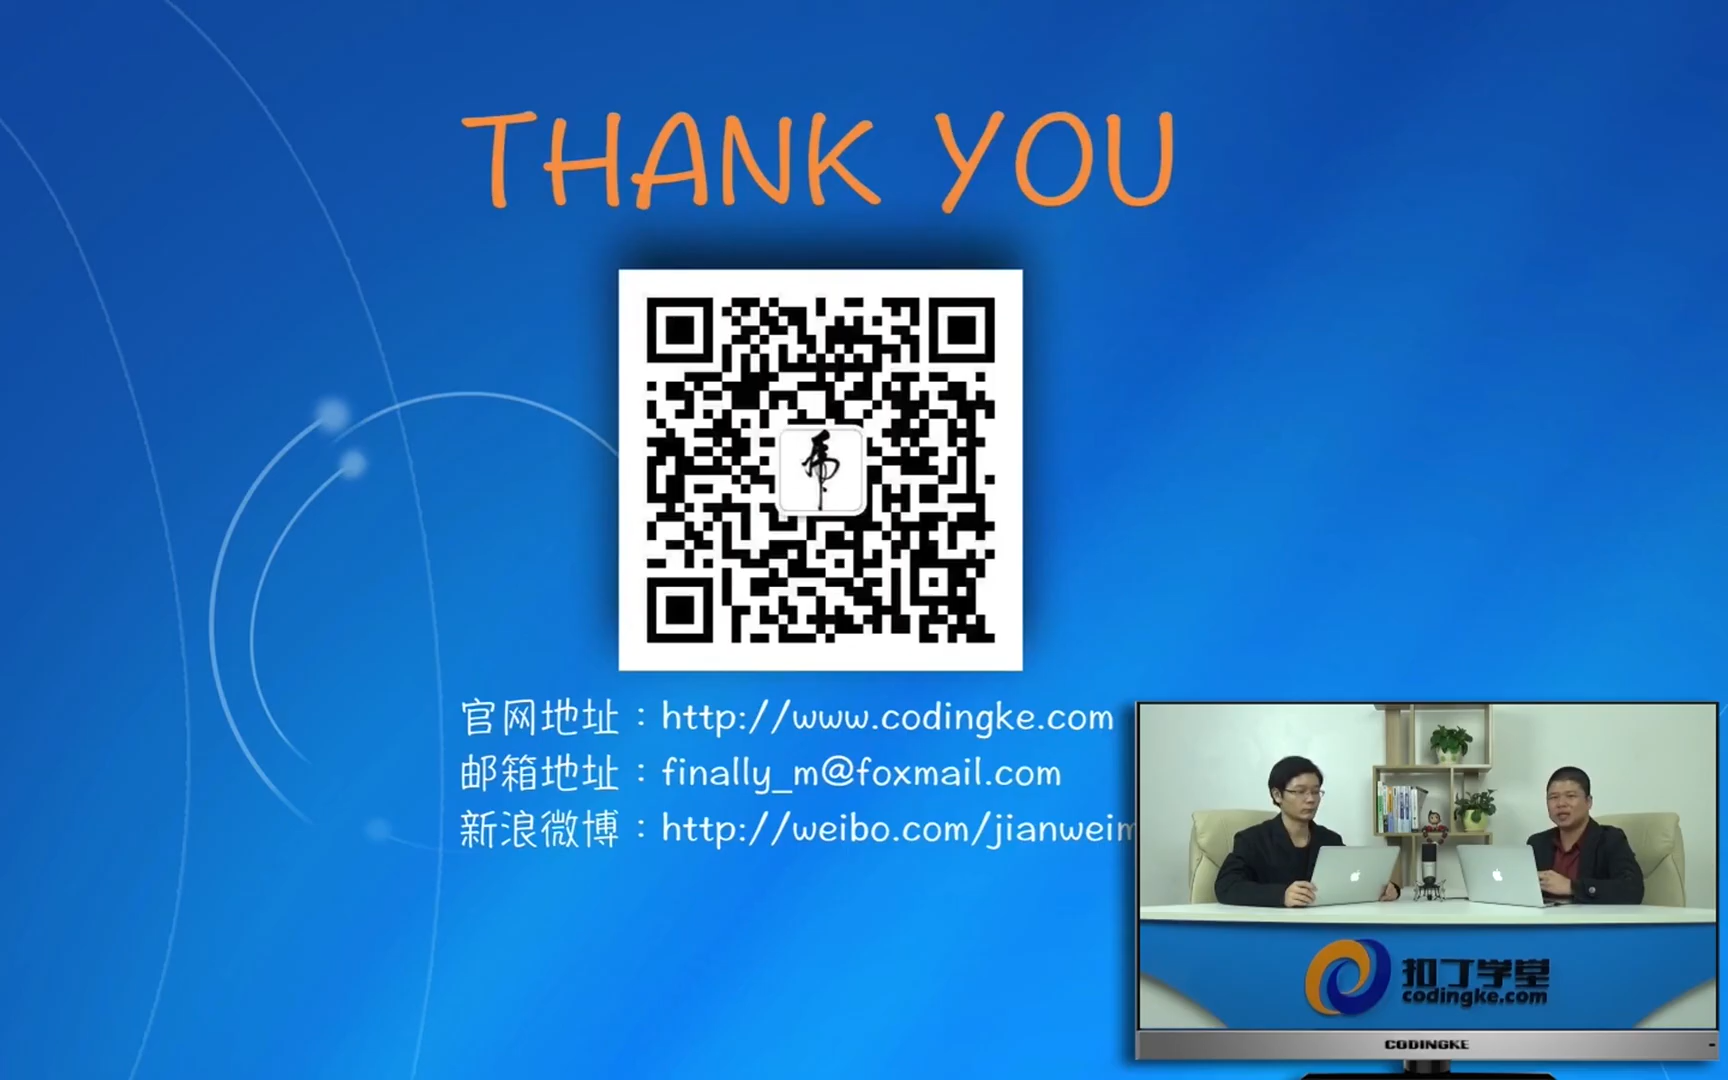 THANK YOU
官网地址：http://www.codingke.com
邮箱地址：finally_m@foxmail.com
新浪微博：http://weibo.com/jianweim
扣丁学堂
codingke.com
CODINGKE